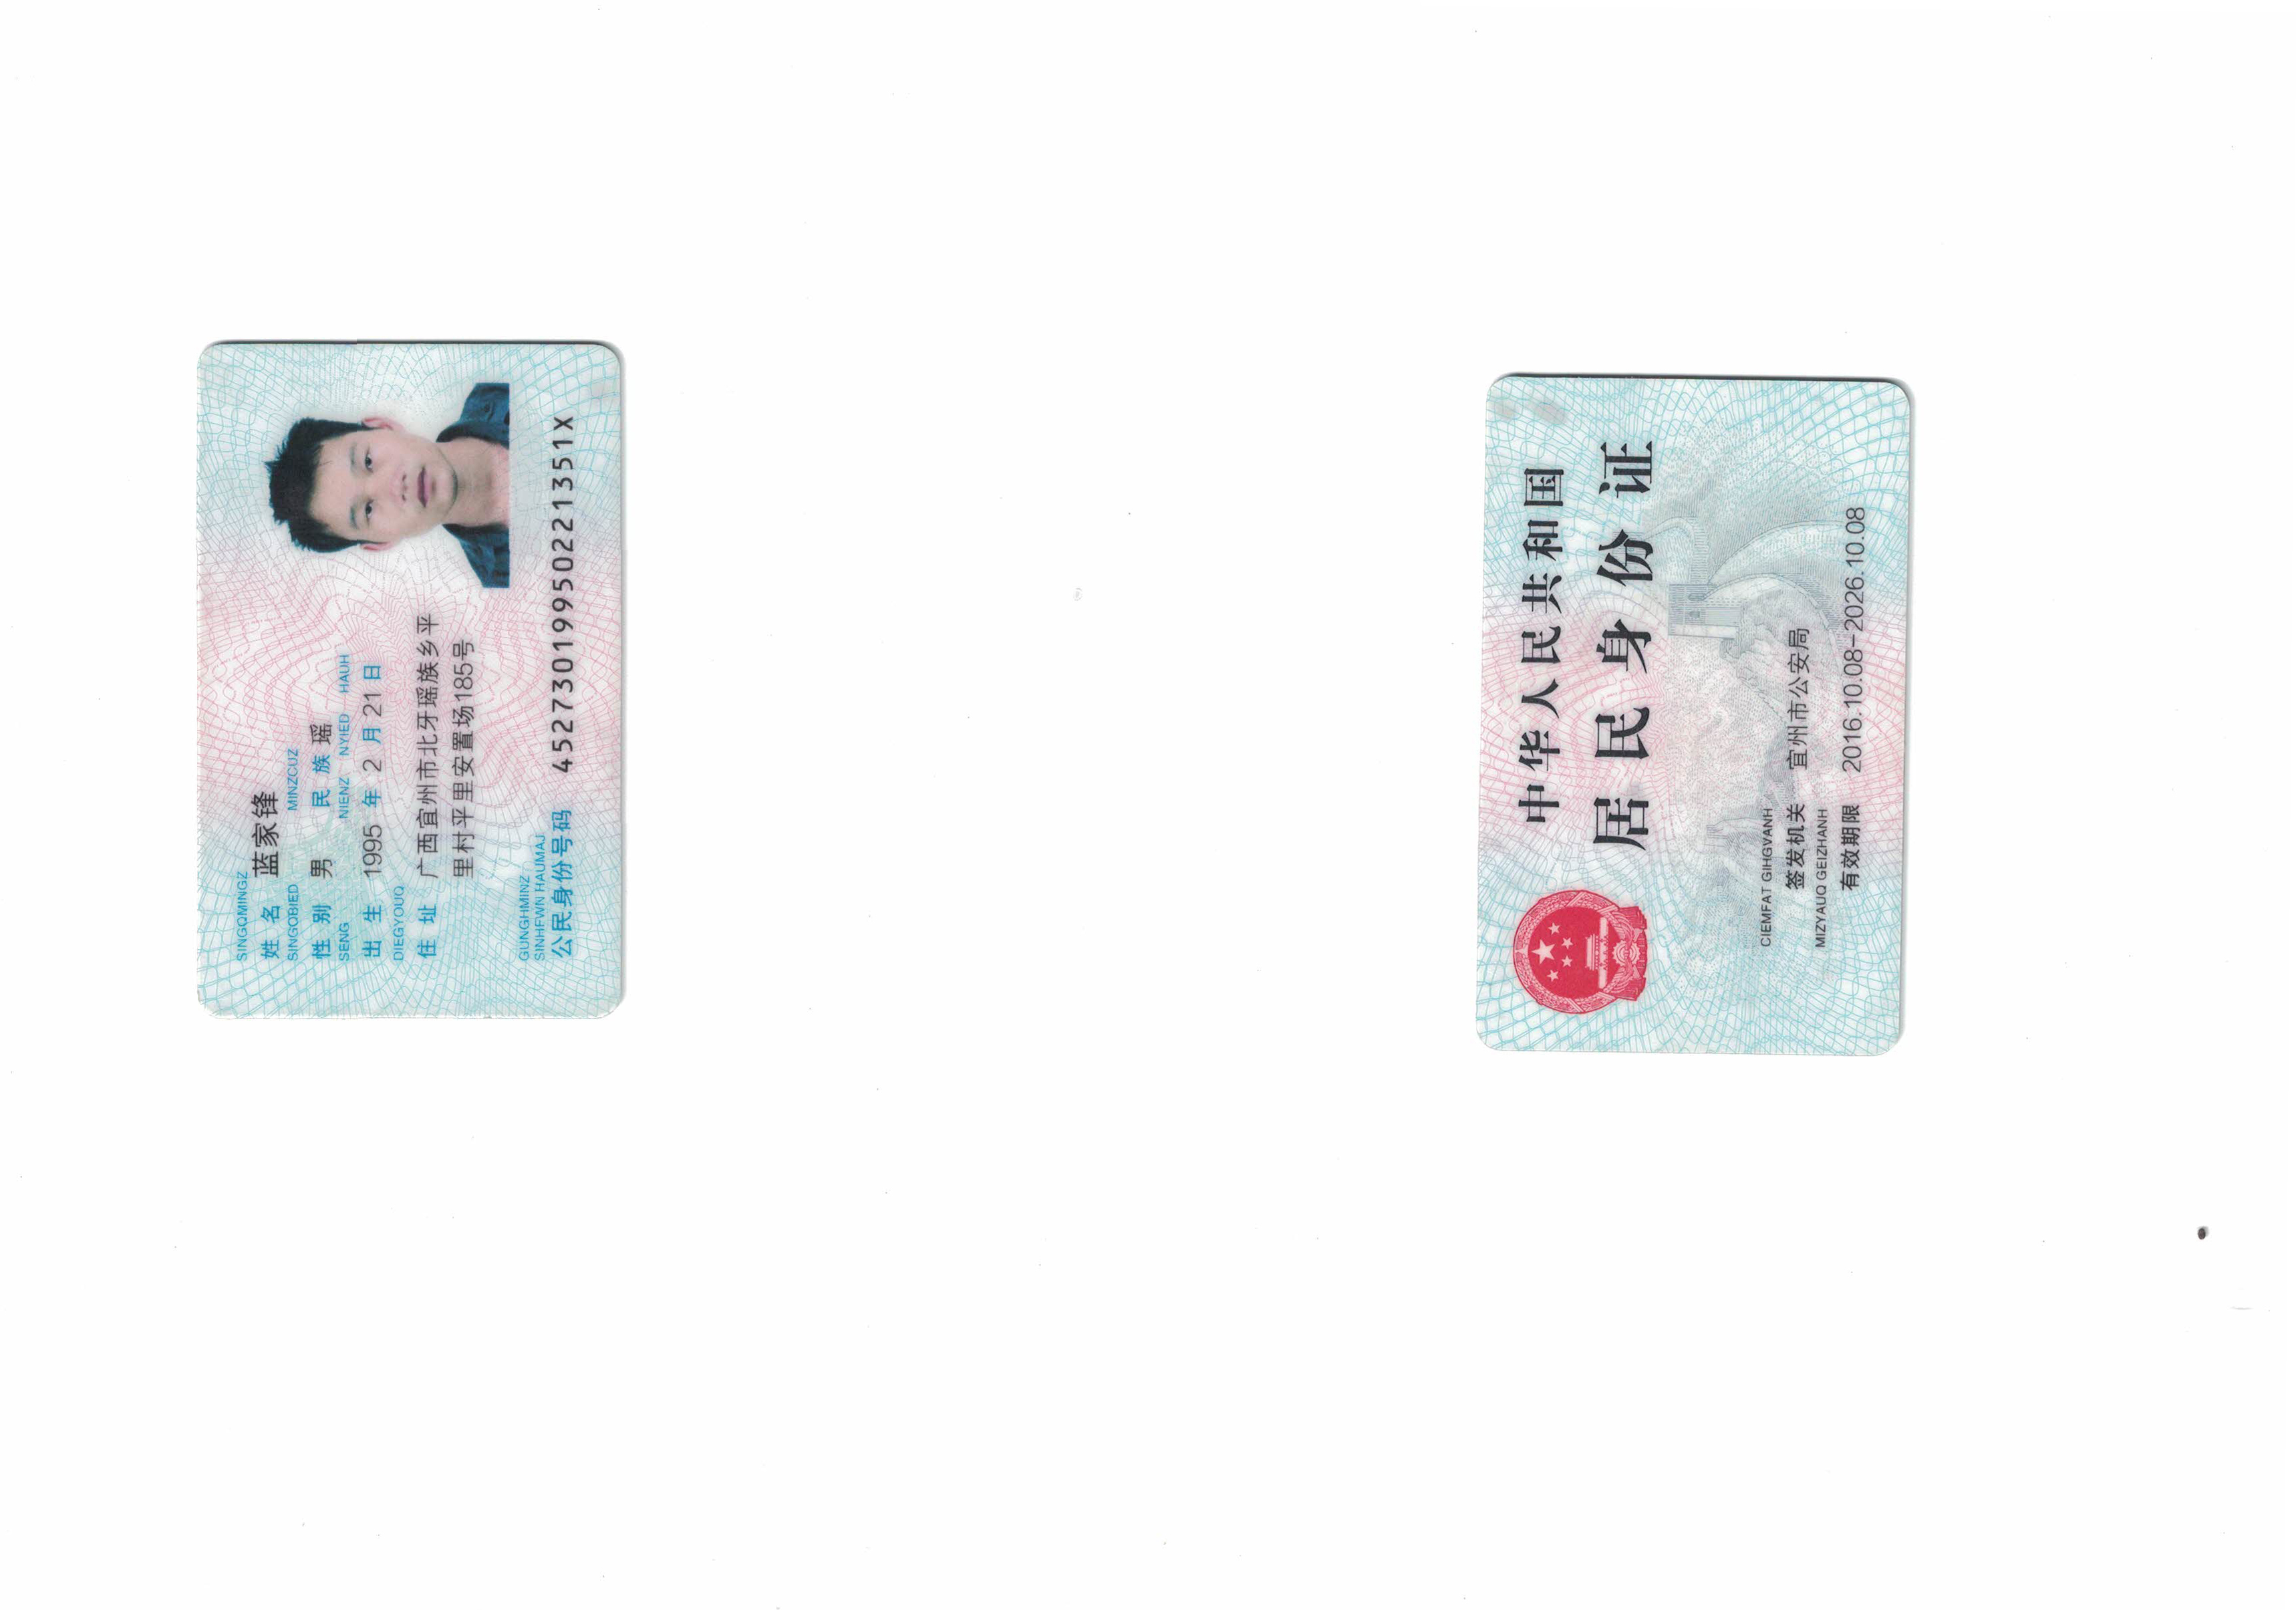 SINGQMINGZ
姓名 蓝家锋
SINGQBIED MINZCUZ
性别 男 民族 瑶
SENG NIENZ NYIED HAUH
出生 1995 年 2 月 21 日
DIEGYOUQ
住址 广西宜州市北牙瑶族乡平
里村平里安置场185号
GUNGHMINZ
SINHFWN HAUMAJ
公民身份号码 45273019950221351X
中华人民共和国
居民身份证
CIEMFAT GIHGVANH
签发机关 宜州市公安局
MIZYAUQ GEIZHANH
有效期限 2016.10.08-2026.10.08